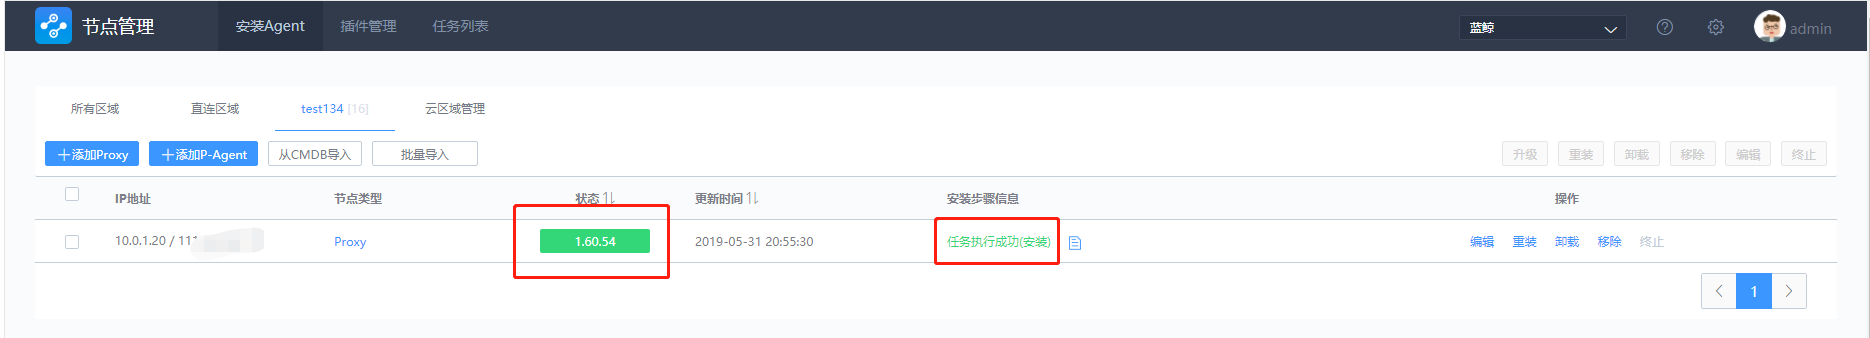 节点管理 安装Agent 插件管理 任务列表 蓝鲸 admin
所有区域 直连区域 test134 [16] 云区域管理
+添加Proxy +添加P-Agent 从CMDB导入 批量导入 升级 重装 卸载 移除 编辑 终止
IP地址 节点类型 状态 更新时间 安装步骤信息 操作
10.0.1.20 / 111 Proxy 1.60.54 2019-05-31 20:55:30 任务执行成功(安装) 编辑 重装 卸载 移除 终止
1